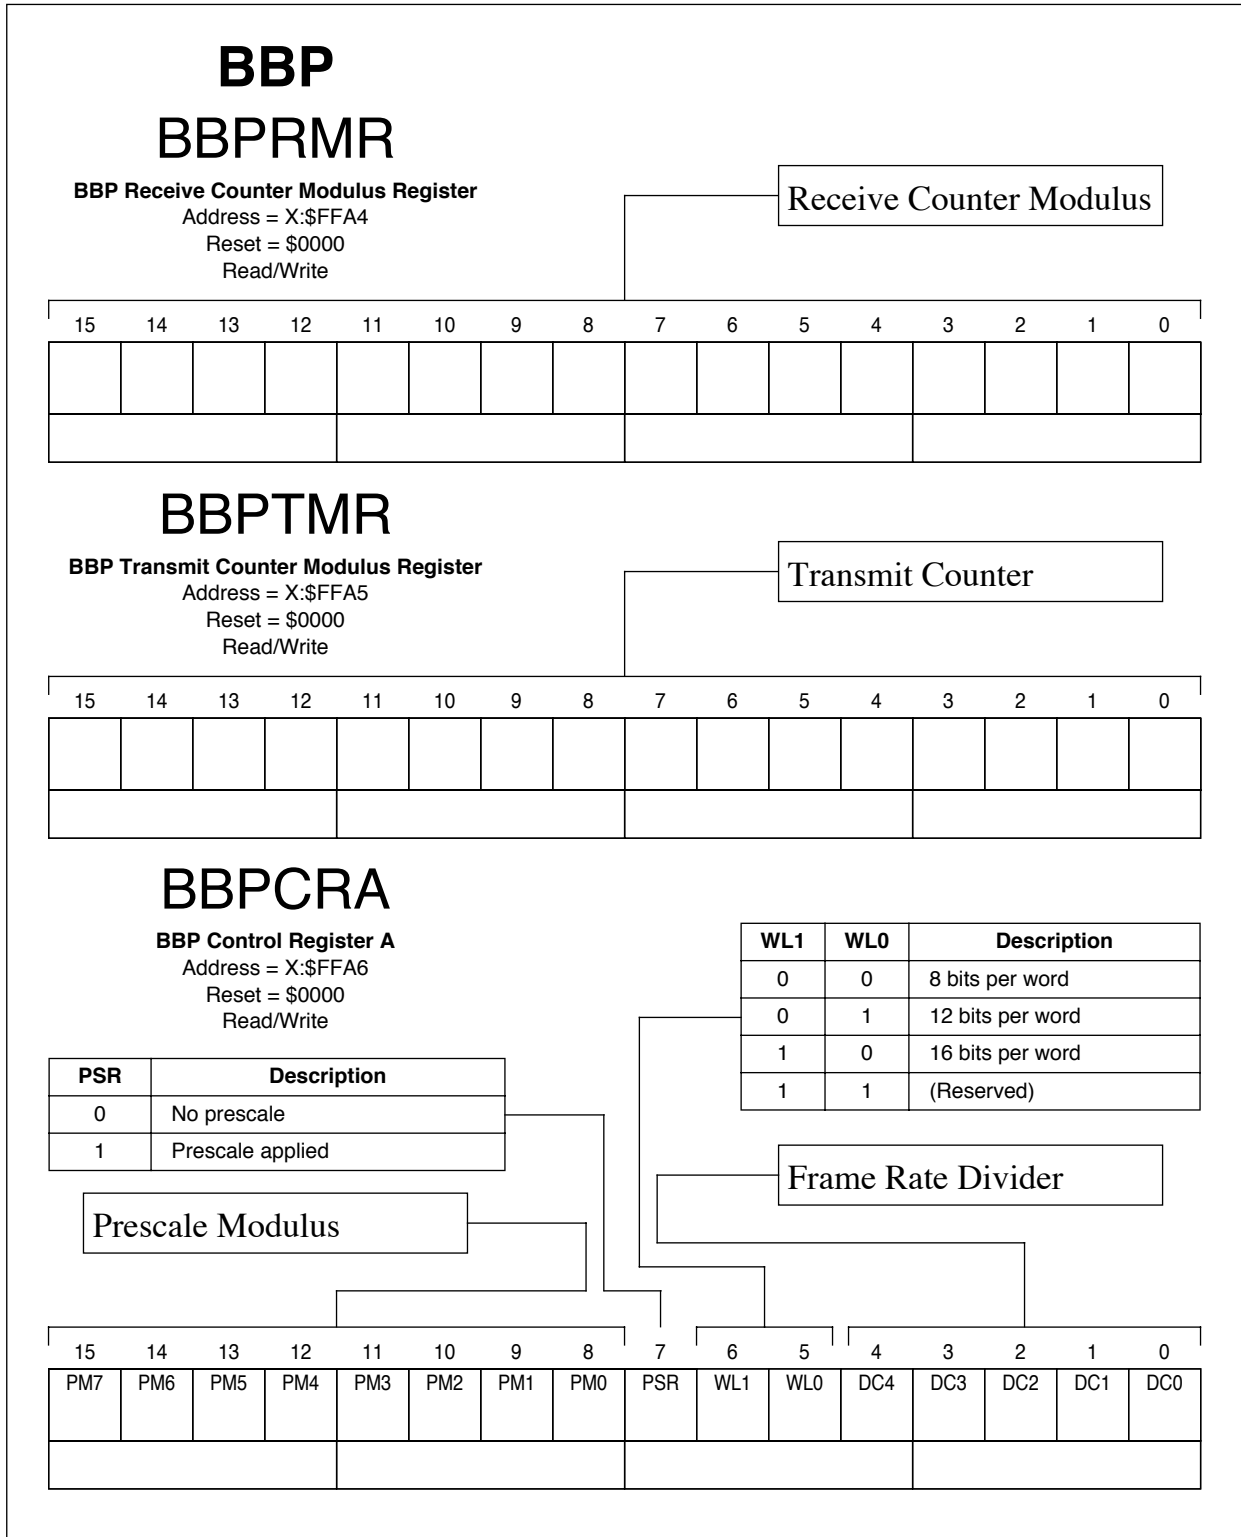 BBP
BBPRMR
BBP Receive Counter Modulus Register
Address = X:$FFA4
Reset = $0000
Read/Write
Receive Counter Modulus
15 14 13 12 11 10 9 8 7 6 5 4 3 2 1 0
BBPTMR
BBP Transmit Counter Modulus Register
Address = X:$FFA5
Reset = $0000
Read/Write
Transmit Counter
15 14 13 12 11 10 9 8 7 6 5 4 3 2 1 0
BBPCRA
BBP Control Register A
Address = X:$FFA6
Reset = $0000
Read/Write
WL1 WL0 Description
0 0 8 bits per word
0 1 12 bits per word
1 0 16 bits per word
1 1 (Reserved)
PSR Description
0 No prescale
1 Prescale applied
Frame Rate Divider
Prescale Modulus
15 14 13 12 11 10 9 8 7 6 5 4 3 2 1 0
PM7 PM6 PM5 PM4 PM3 PM2 PM1 PM0 PSR WL1 WL0 DC4 DC3 DC2 DC1 DC0